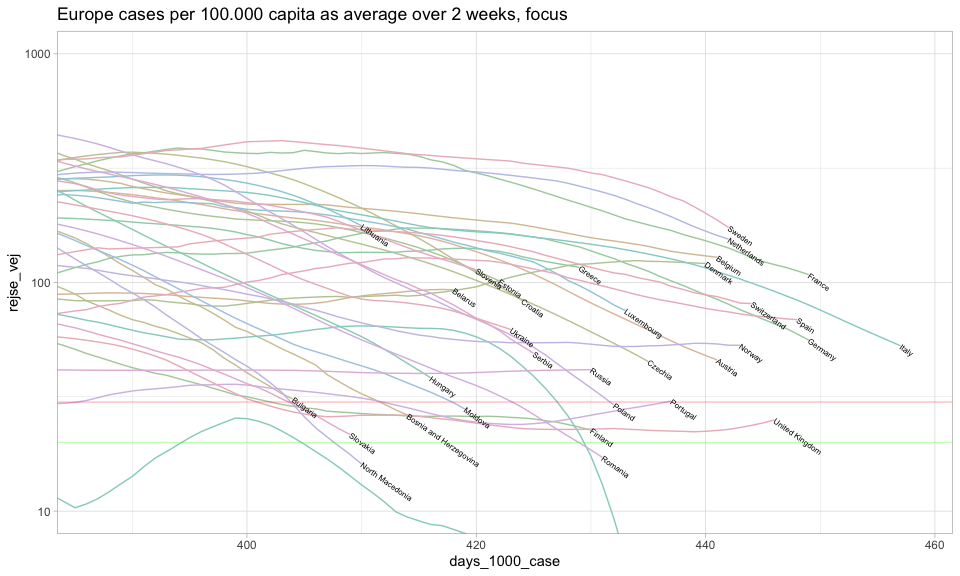 Europe cases per 100.000 capita as average over 2 weeks, focus
1000
100
10
rejse_vej
Sweden
Netherlands
Lithuania
Belgium
Denmark
France
Greece
Slovenia
Estonia
Croatia
Belarus
Luxembourg
Switzerland
Spain
Germany
Italy
Ukraine
Serbia
Norway
Austria
Czechia
Russia
Hungary
Moldova
Poland
Portugal
Bulgaria
Bosnia and Herzegovina
Finland
United Kingdom
Slovakia
Romania
North Macedonia
400
420
440
460
days_1000_case